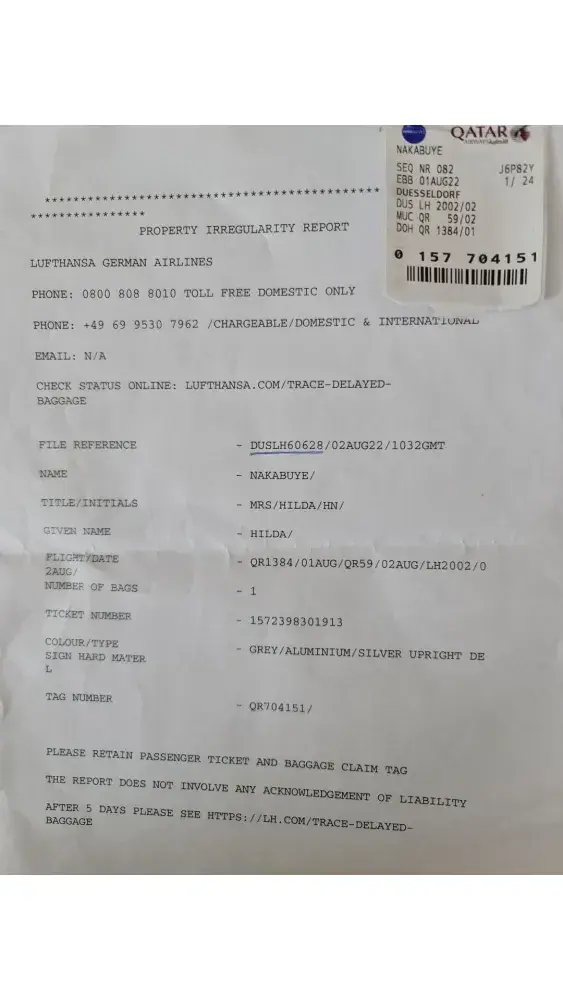 QATAR
AIRWAYS
NAKABUYE
SEQ NR 082 J6P82Y
EBB 01AUG22 1/ 24
DUESSELDORF
DUS LH 2002/02
MUC QR 59/02
DOH QR 1384/01
0 157 704151
*********************************************
****************
PROPERTY IRREGULARITY REPORT
LUFTHANSA GERMAN AIRLINES
PHONE: 0800 808 8010 TOLL FREE DOMESTIC ONLY
PHONE: +49 69 9530 7962 /CHARGEABLE/DOMESTIC & INTERNATIONAL
EMAIL: N/A
CHECK STATUS ONLINE: LUFTHANSA.COM/TRACE-DELAYED-
BAGGAGE
FILE REFERENCE - DUSLH60628/02AUG22/1032GMT
NAME - NAKABUYE/
TITLE/INITIALS - MRS/HILDA/HN/
GIVEN NAME - HILDA/
FLIGHT/DATE - QR1384/01AUG/QR59/02AUG/LH2002/0
2AUG/
NUMBER OF BAGS - 1
TICKET NUMBER - 1572398301913
COLOUR/TYPE - GREY/ALUMINIUM/SILVER UPRIGHT DE
SIGN HARD MATER
L
TAG NUMBER - QR704151/
PLEASE RETAIN PASSENGER TICKET AND BAGGAGE CLAIM TAG
THE REPORT DOES NOT INVOLVE ANY ACKNOWLEDGEMENT OF LIABILITY
AFTER 5 DAYS PLEASE SEE HTTPS://LH.COM/TRACE-DELAYED-
BAGGAGE